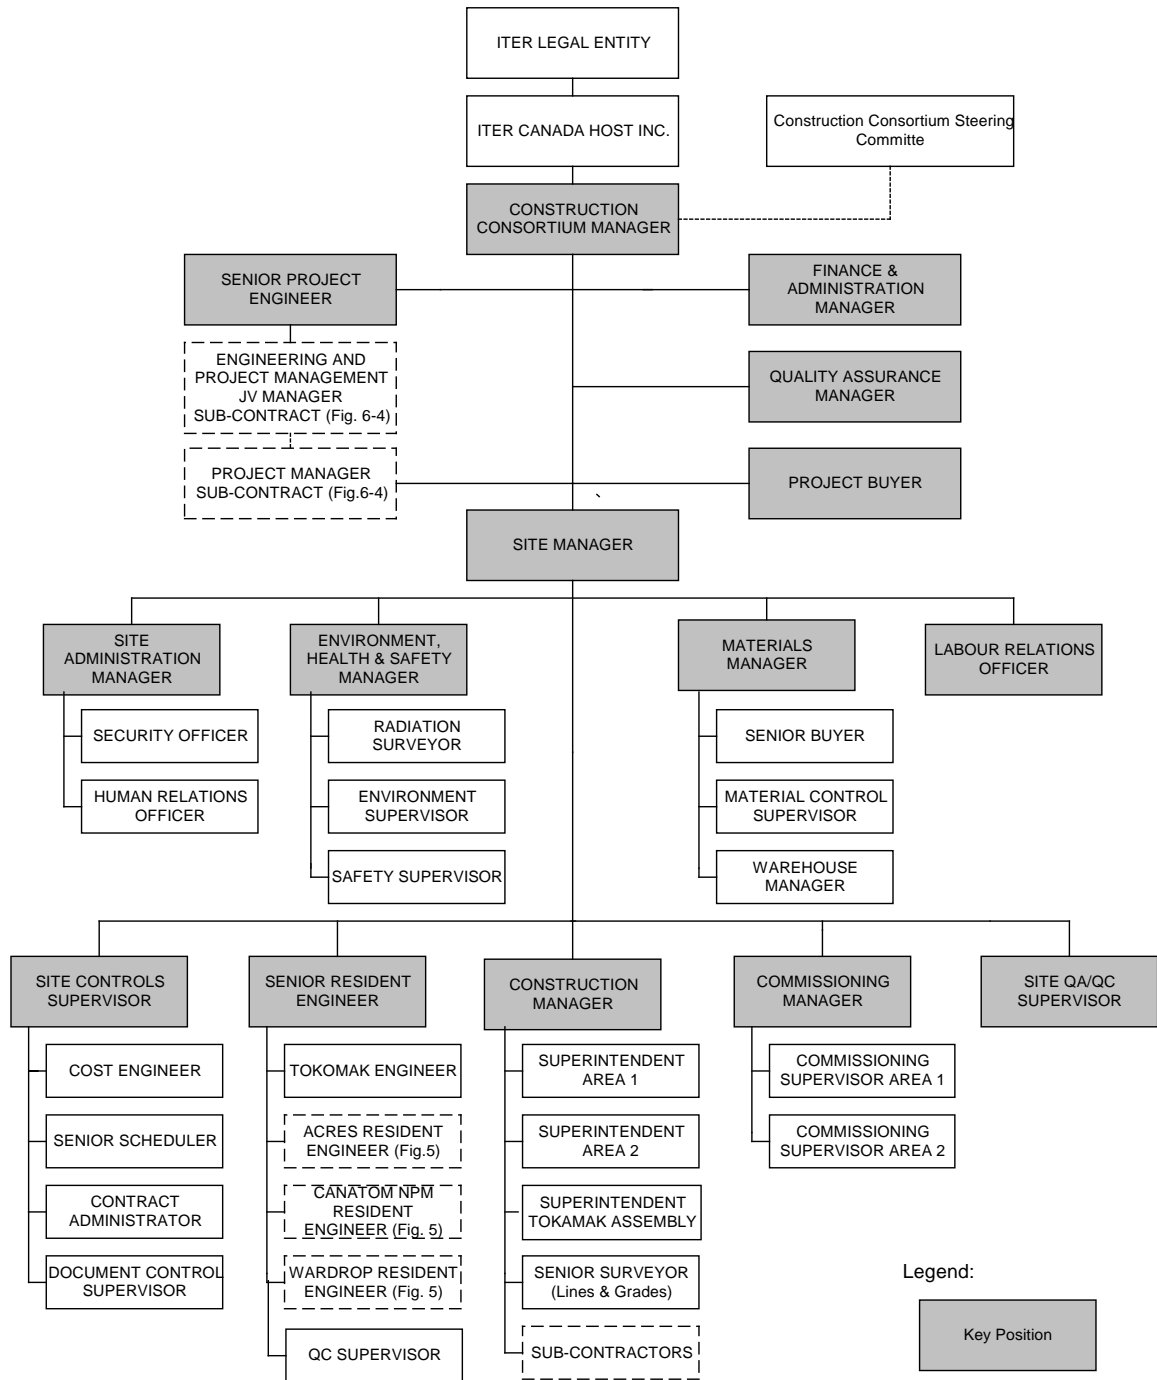 ITER LEGAL ENTITY
ITER CANADA HOST INC.
Construction Consortium Steering
Committe
CONSTRUCTION
CONSORTIUM MANAGER
SENIOR PROJECT
ENGINEER
FINANCE &
ADMINISTRATION
MANAGER
ENGINEERING AND
PROJECT MANAGEMENT
JV MANAGER
SUB-CONTRACT (Fig. 6-4)
QUALITY ASSURANCE
MANAGER
PROJECT MANAGER
SUB-CONTRACT (Fig.6-4)
PROJECT BUYER
SITE MANAGER
SITE
ADMINISTRATION
MANAGER
ENVIRONMENT,
HEALTH & SAFETY
MANAGER
MATERIALS
MANAGER
LABOUR RELATIONS
OFFICER
SECURITY OFFICER
HUMAN RELATIONS
OFFICER
RADIATION
SURVEYOR
ENVIRONMENT
SUPERVISOR
SAFETY SUPERVISOR
SENIOR BUYER
MATERIAL CONTROL
SUPERVISOR
WAREHOUSE
MANAGER
SITE CONTROLS
SUPERVISOR
SENIOR RESIDENT
ENGINEER
CONSTRUCTION
MANAGER
COMMISSIONING
MANAGER
SITE QA/QC
SUPERVISOR
COST ENGINEER
SENIOR SCHEDULER
CONTRACT
ADMINISTRATOR
DOCUMENT CONTROL
SUPERVISOR
TOKOMAK ENGINEER
ACRES RESIDENT
ENGINEER (Fig.5)
CANATOM NPM
RESIDENT
ENGINEER (Fig. 5)
WARDROP RESIDENT
ENGINEER (Fig. 5)
QC SUPERVISOR
SUPERINTENDENT
AREA 1
SUPERINTENDENT
AREA 2
SUPERINTENDENT
TOKAMAK ASSEMBLY
SENIOR SURVEYOR
(Lines & Grades)
SUB-CONTRACTORS
COMMISSIONING
SUPERVISOR AREA 1
COMMISSIONING
SUPERVISOR AREA 2
Legend:
Key Position